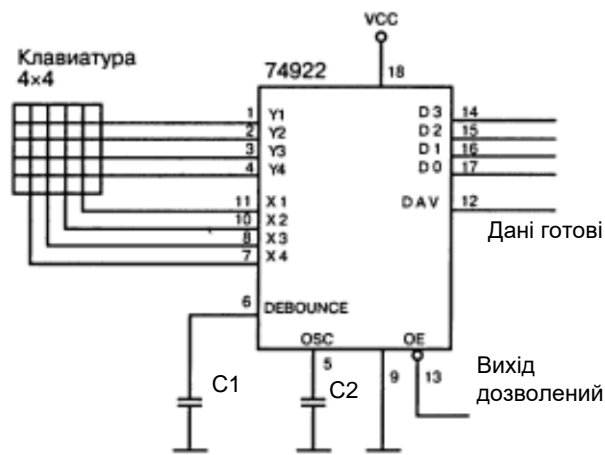 VCC
Клавиатура
4×4
74922
18
1 Y1
2 Y2
3 Y3
4 Y4
11 X1
10 X2
8 X3
7 X4
6 DEBOUNCE
D3 14
D2 15
D1 16
D0 17
DAV 12
Дані готові
OSC
OE
5
9
13
C1
C2
Вихід
дозволений